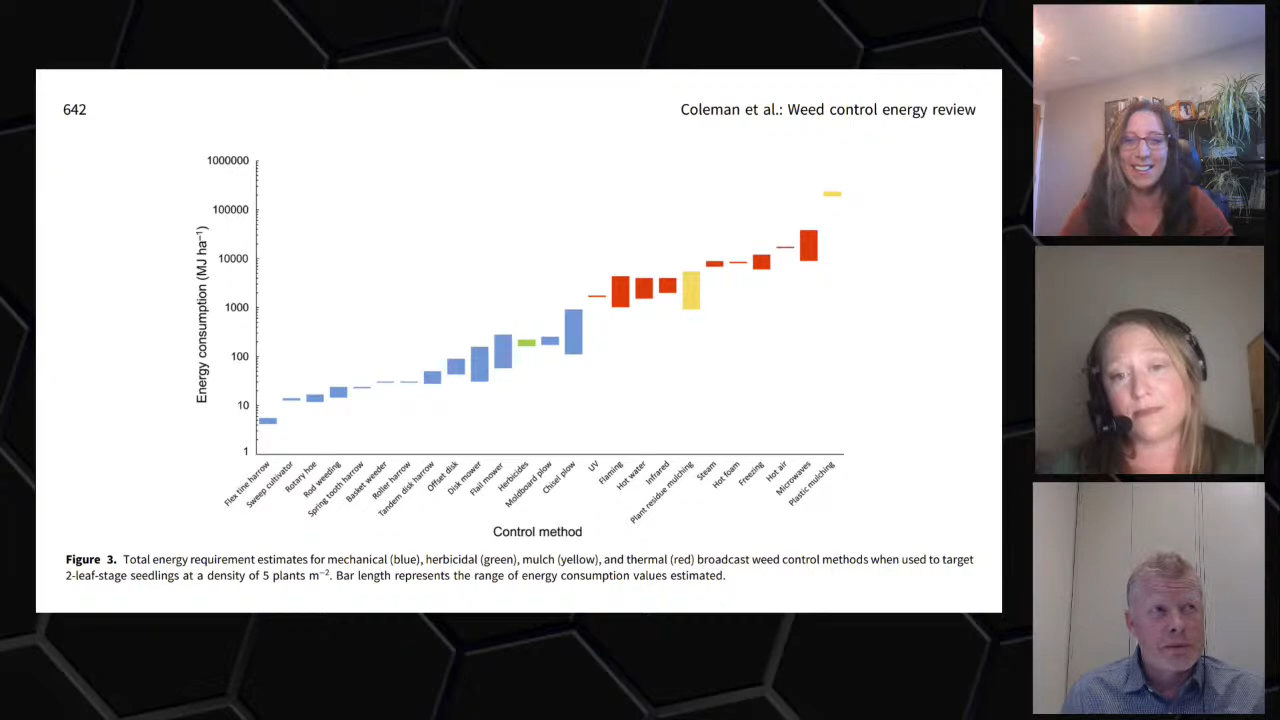 642
Coleman et al.: Weed control energy review
1000000
100000
10000
1000
100
10
1
Energy consumption (MJ ha⁻¹)
Flex tine harrow
Sweep cultivator
Rotary hoe
Rod weeding
Spring tooth harrow
Basket weeder
Roller harrow
Tandem disk harrow
Offset disk
Disk mower
Flail mower
Herbicides
Moldboard plow
Chisel plow
UV
Flaming
Hot water
Infrared
Plant residue mulching
Steam
Hot foam
Freezing
Hot air
Microwaves
Plastic mulching
Control method
Figure 3. Total energy requirement estimates for mechanical (blue), herbicidal (green), mulch (yellow), and thermal (red) broadcast weed control methods when used to target
2-leaf-stage seedlings at a density of 5 plants m⁻². Bar length represents the range of energy consumption values estimated.